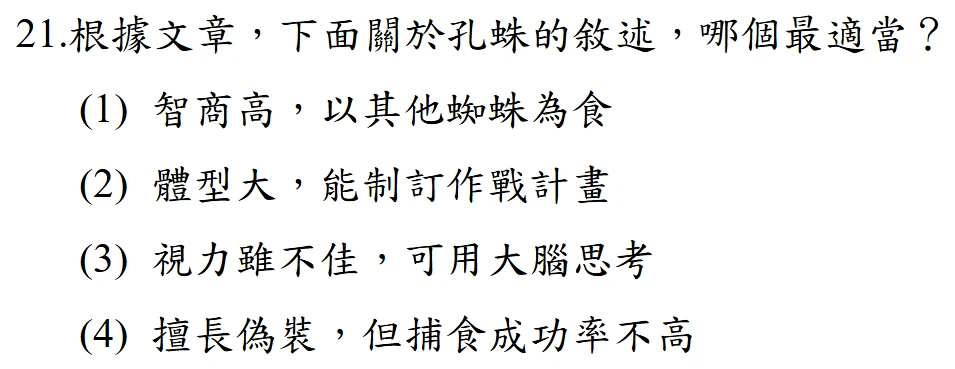 21.根據文章，下面關於孔蛛的敘述，哪個最適當？
(1) 智商高，以其他蜘蛛為食
(2) 體型大，能制訂作戰計畫
(3) 視力雖不佳，可用大腦思考
(4) 擅長偽裝，但捕食成功率不高